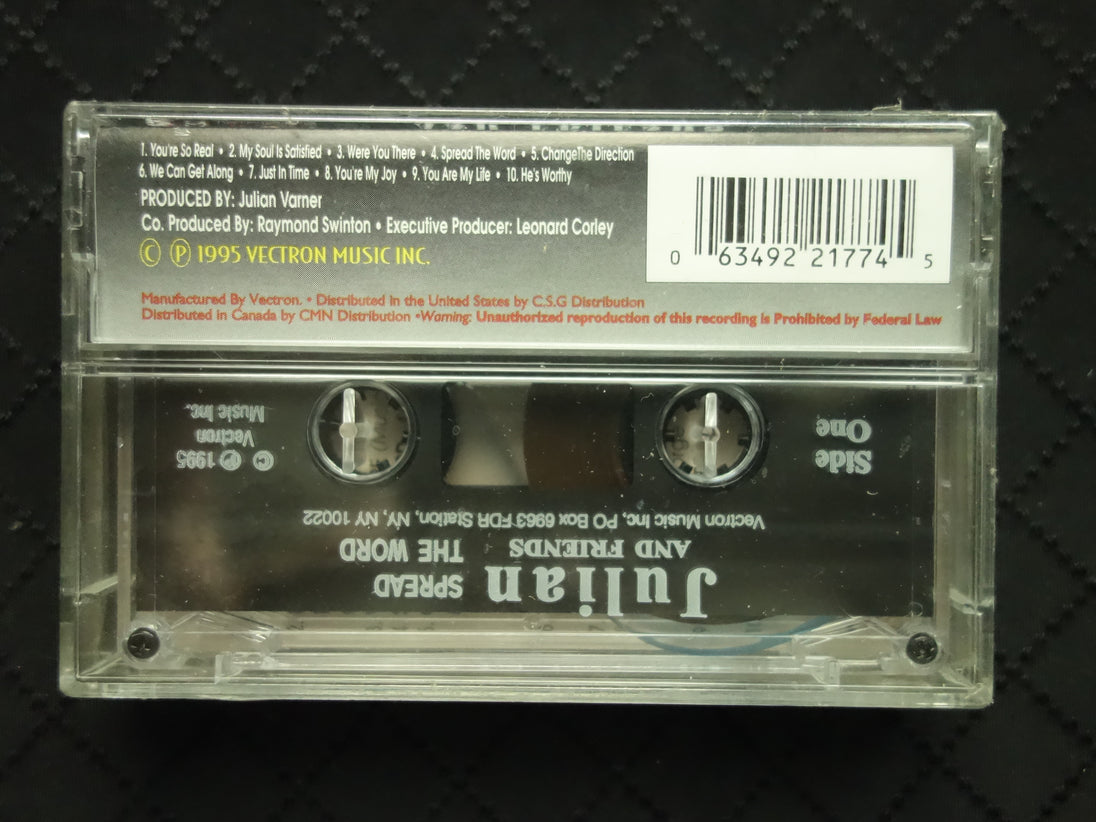 1. You're So Real • 2. My Soul Is Satisfied • 3. Were You There • 4. Spread The Word • 5. ChangeThe Direction
6. We Can Get Along • 7. Just In Time • 8. You're My Joy • 9. You Are My Life • 10. He's Worthy
PRODUCED BY: Julian Varner
Co. Produced By: Raymond Swinton • Executive Producer: Leonard Corley
© ℗ 1995 VECTRON MUSIC INC.
0 63492 21774 5
Manufactured By Vectron. • Distributed in the United States by C.S.G Distribution
Distributed in Canada by CMN Distribution •Warning: Unauthorized reproduction of this recording is Prohibited by Federal Law
Julian SPREAD
AND FRIENDS THE WORD
Vectron Music Inc, PO Box 6963 FDR Station, NY, NY 10022
Side
One
© ℗ 1995
Vectron
Music Inc.